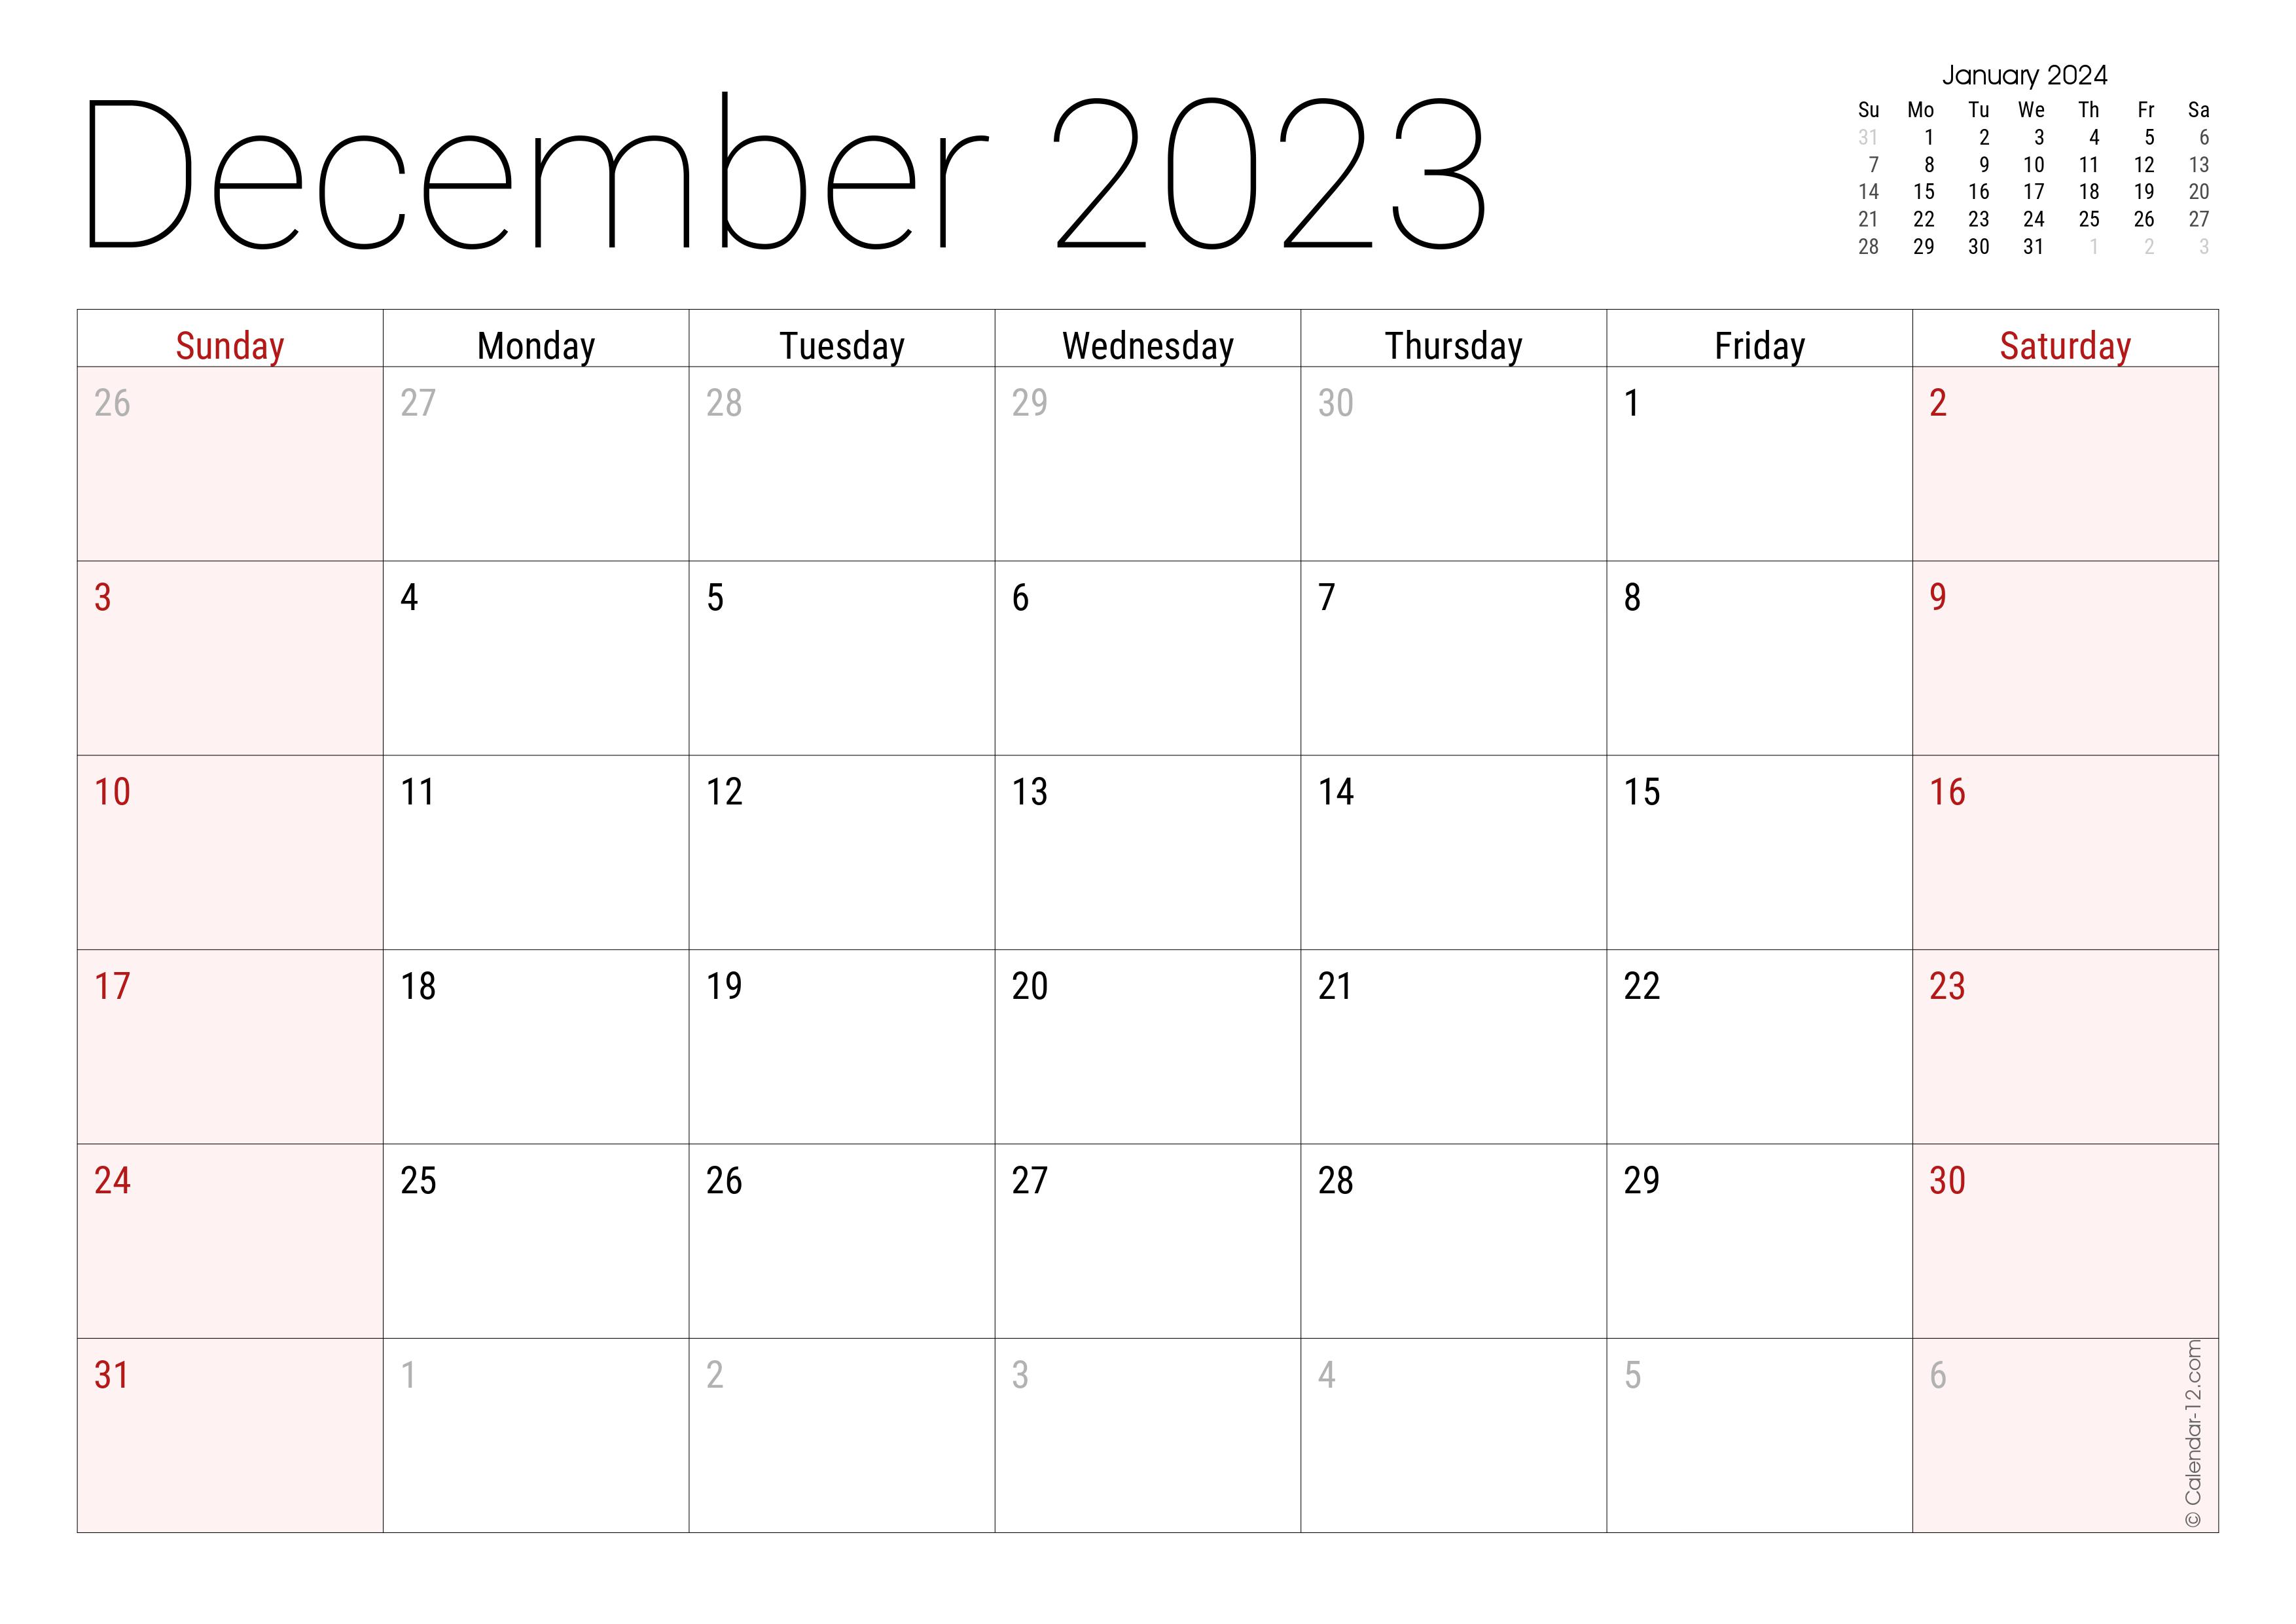 December 2023
January 2024
Su Mo Tu We Th Fr Sa
31 1 2 3 4 5 6
7 8 9 10 11 12 13
14 15 16 17 18 19 20
21 22 23 24 25 26 27
28 29 30 31 1 2 3
Sunday Monday Tuesday Wednesday Thursday Friday Saturday
26 27 28 29 30 1 2
3 4 5 6 7 8 9
10 11 12 13 14 15 16
17 18 19 20 21 22 23
24 25 26 27 28 29 30
31 1 2 3 4 5 6
© Calendar-12.com